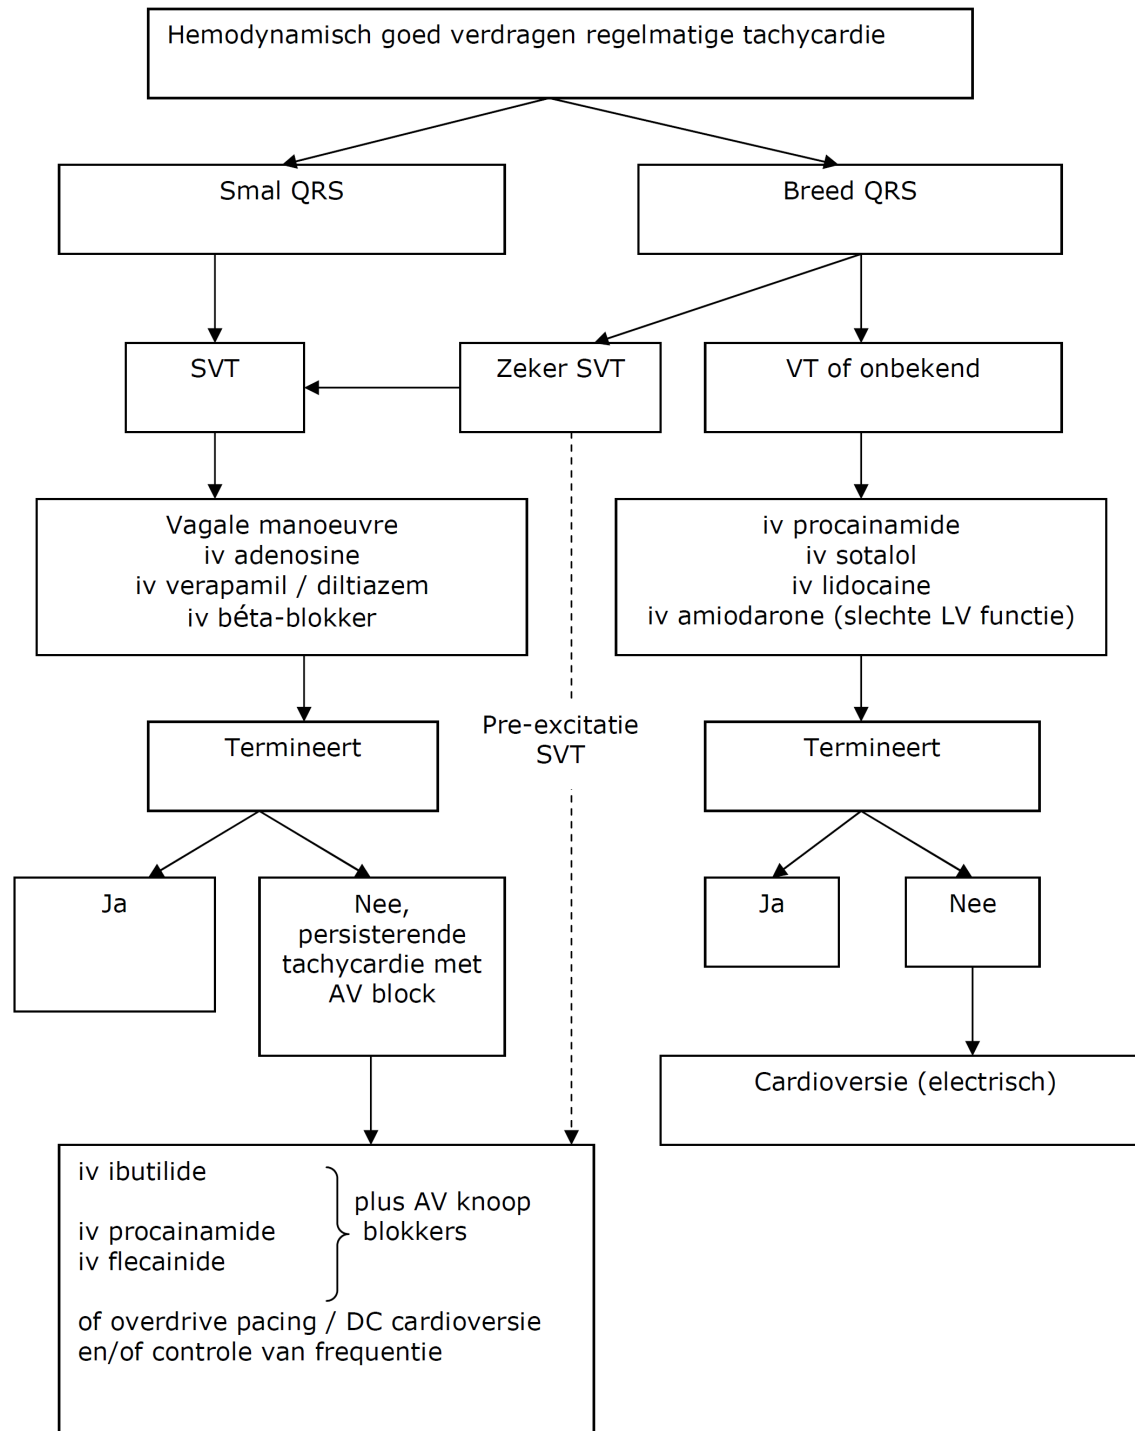 Hemodynamisch goed verdragen regelmatige tachycardie
Smal QRS
Breed QRS
SVT
Zeker SVT
VT of onbekend
Vagale manoeuvre
iv adenosine
iv verapamil / diltiazem
iv béta-blokker
iv procainamide
iv sotalol
iv lidocaine
iv amiodarone (slechte LV functie)
Pre-excitatie
SVT
Termineert
Termineert
Ja
Nee,
persisterende
tachycardie met
AV block
Ja
Nee
Cardioversie (electrisch)
iv ibutilide
plus AV knoop
blokkers
iv procainamide
iv flecainide
of overdrive pacing / DC cardioversie
en/of controle van frequentie